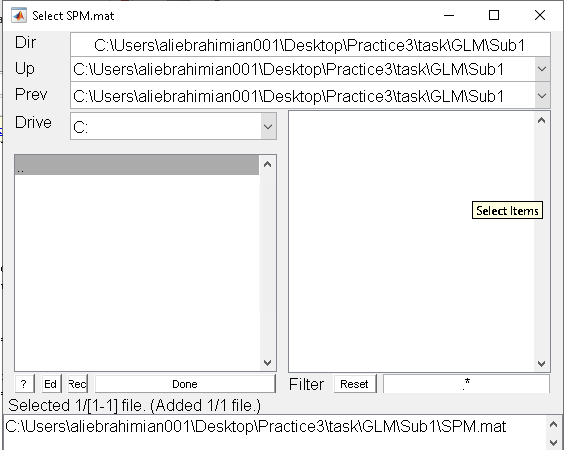 Select SPM.mat
Dir C:\Users\aliebrahimian001\Desktop\Practice3\task\GLM\Sub1
Up C:\Users\aliebrahimian001\Desktop\Practice3\task\GLM\Sub1
Prev C:\Users\aliebrahimian001\Desktop\Practice3\task\GLM\Sub1
Drive C:
..
Select Items
? Ed Rec Done Filter Reset .*
Selected 1/[1-1] file. (Added 1/1 file.)
C:\Users\aliebrahimian001\Desktop\Practice3\task\GLM\Sub1\SPM.mat